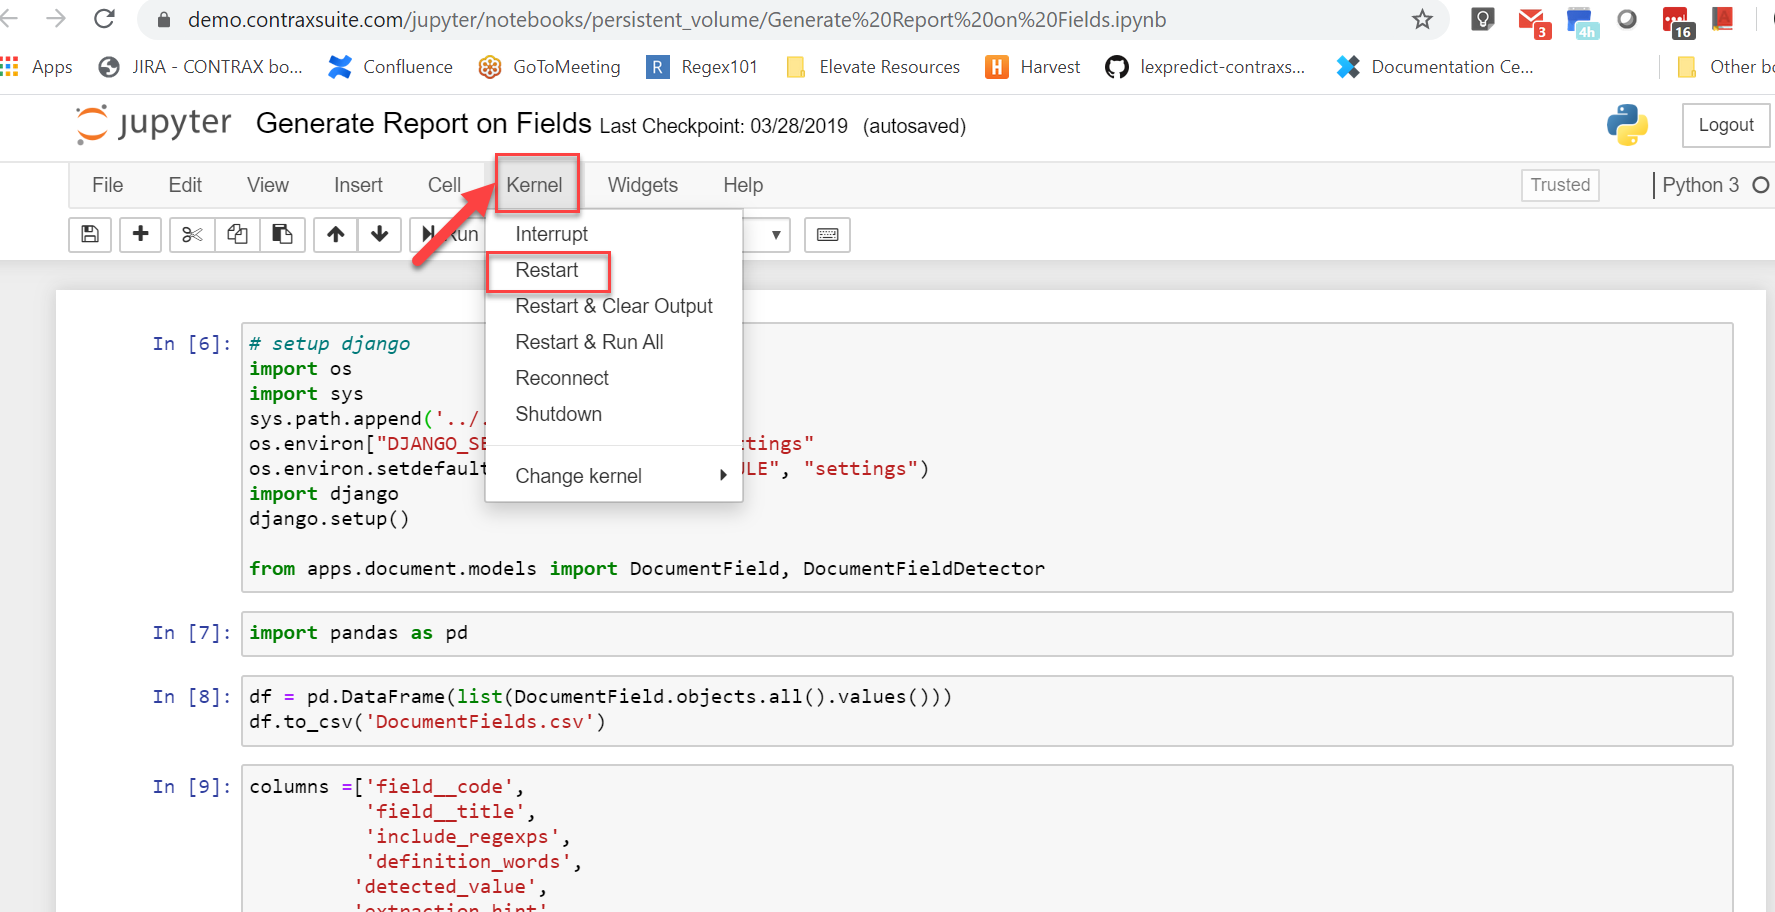 demo.contraxsuite.com/jupyter/notebooks/persistent_volume/Generate%20Report%20on%20Fields.ipynb
3
4h
16
Apps
JIRA - CONTRAX bo...
Confluence
GoToMeeting
R Regex101
Elevate Resources
H Harvest
lexpredict-contraxs...
Documentation Ce...
Other bo
jupyter Generate Report on Fields Last Checkpoint: 03/28/2019 (autosaved)
Logout
File Edit View Insert Cell Kernel Widgets Help
Trusted
Python 3
Run
Interrupt
Restart
Restart & Clear Output
Restart & Run All
Reconnect
Shutdown
Change kernel
In [6]:
# setup django
import os
import sys
sys.path.append('../.
os.environ["DJANGO_SE ttings"
os.environ.setdefault ULE", "settings")
import django
django.setup()
from apps.document.models import DocumentField, DocumentFieldDetector
In [7]: import pandas as pd
In [8]: df = pd.DataFrame(list(DocumentField.objects.all().values()))
df.to_csv('DocumentFields.csv')
In [9]: columns =['field__code',
'field__title',
'include_regexps',
'definition_words',
'detected_value',
'extraction_hint'